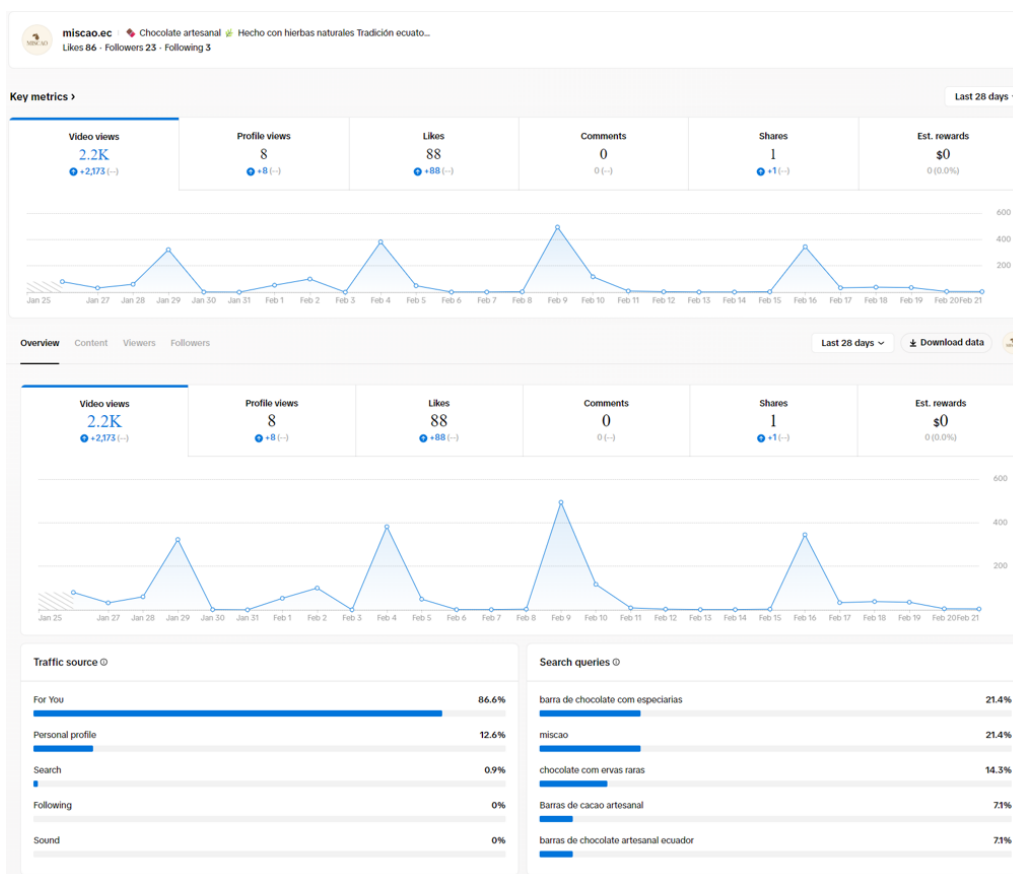 miscao.ec 🍫 Chocolate artesanal 🌿 Hecho con hierbas naturales Tradición ecuato...
MISCAO
Likes 86 · Followers 23 · Following 3
Key metrics >
Last 28 days
Video views
2.2K
+2,173 (--)
Profile views
8
+8 (--)
Likes
88
+88 (--)
Comments
0
0 (--)
Shares
1
+1 (--)
Est. rewards
$0
0 (0.0%)
600
400
200
Jan 25 Jan 27 Jan 28 Jan 29 Jan 30 Jan 31 Feb 1 Feb 2 Feb 3 Feb 4 Feb 5 Feb 6 Feb 7 Feb 8 Feb 9 Feb 10 Feb 11 Feb 12 Feb 13 Feb 14 Feb 15 Feb 16 Feb 17 Feb 18 Feb 19 Feb 20 Feb 21
Overview Content Viewers Followers
Last 28 days
Download data
Video views
2.2K
+2,173 (--)
Profile views
8
+8 (--)
Likes
88
+88 (--)
Comments
0
0 (--)
Shares
1
+1 (--)
Est. rewards
$0
0 (0.0%)
600
400
200
Jan 25 Jan 27 Jan 28 Jan 29 Jan 30 Jan 31 Feb 1 Feb 2 Feb 3 Feb 4 Feb 5 Feb 6 Feb 7 Feb 8 Feb 9 Feb 10 Feb 11 Feb 12 Feb 13 Feb 14 Feb 15 Feb 16 Feb 17 Feb 18 Feb 19 Feb 20 Feb 21
Traffic source
For You 86.6%
Personal profile 12.6%
Search 0.9%
Following 0%
Sound 0%
Search queries
barra de chocolate com especiarias 21.4%
miscao 21.4%
chocolate com ervas raras 14.3%
Barras de cacao artesanal 7.1%
barras de chocolate artesanal ecuador 7.1%